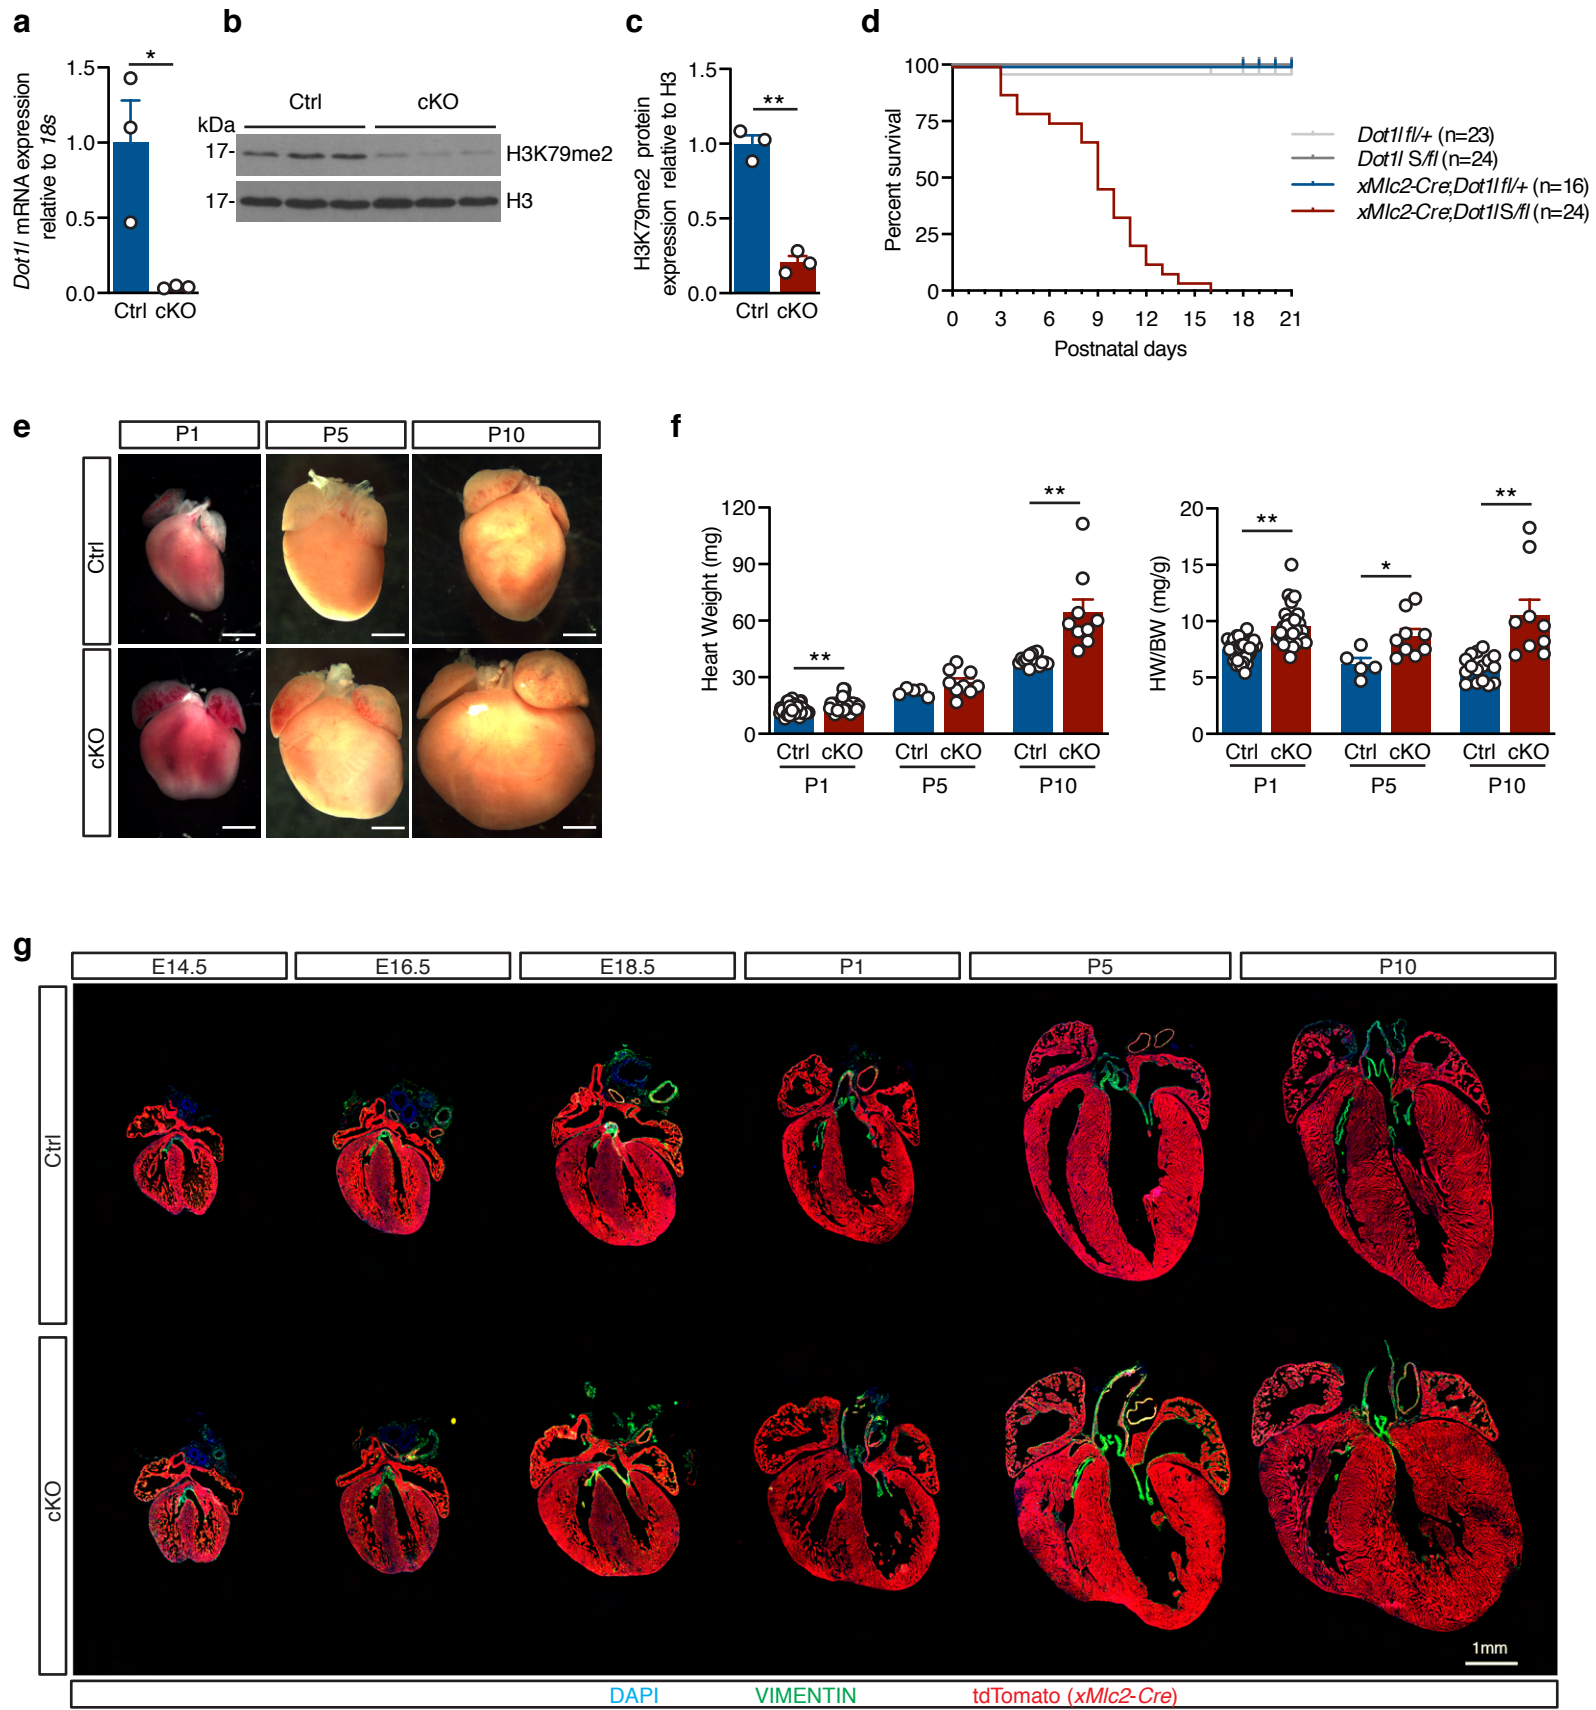 a
b
c
d
Dot1l mRNA expression
relative to 18s
1.5
1.0
0.5
0.0
*
Ctrl cKO
Ctrl cKO
kDa
17-
H3K79me2
17-
H3
H3K79me2 protein
expression relative to H3
1.5
1.0
0.5
0.0
**
Ctrl cKO
Percent survival
100
75
50
25
0
0 3 6 9 12 15 18 21
Postnatal days
Dot1l fl/+ (n=23)
Dot1l S/fl (n=24)
xMlc2-Cre;Dot1l fl/+ (n=16)
xMlc2-Cre;Dot1l S/fl (n=24)
e
P1 P5 P10
Ctrl
cKO
f
Heart Weight (mg)
120
90
60
30
0
**
**
Ctrl cKO Ctrl cKO Ctrl cKO
P1 P5 P10
HW/BW (mg/g)
20
15
10
5
0
**
*
**
Ctrl cKO Ctrl cKO Ctrl cKO
P1 P5 P10
g
E14.5 E16.5 E18.5 P1 P5 P10
Ctrl
cKO
1mm
DAPI VIMENTIN tdTomato (xMlc2-Cre)